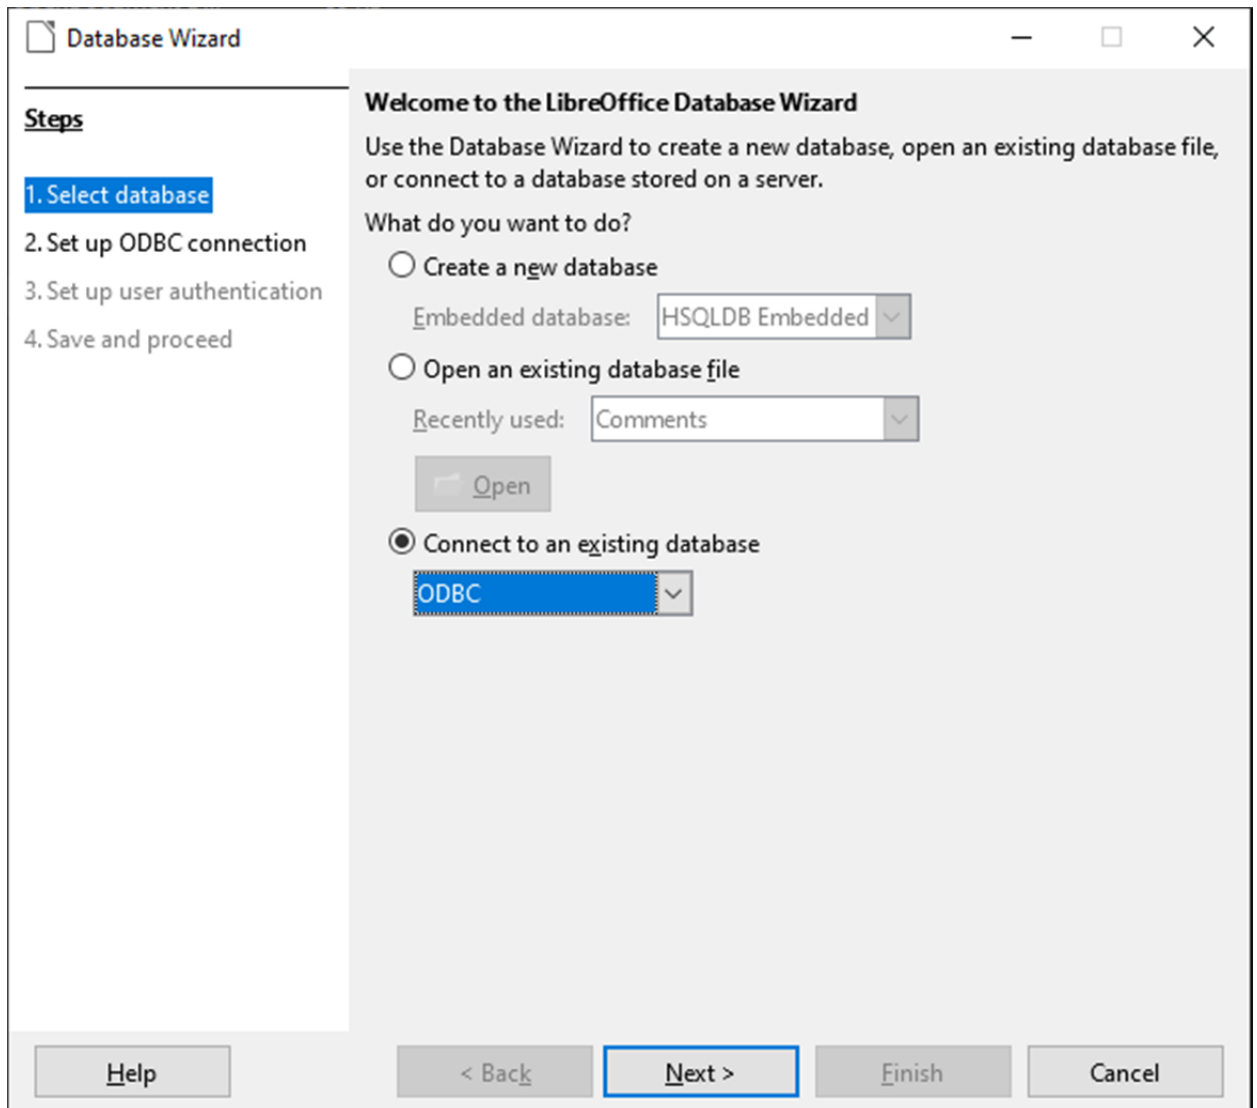 Database Wizard
Steps
1. Select database
2. Set up ODBC connection
3. Set up user authentication
4. Save and proceed
Welcome to the LibreOffice Database Wizard
Use the Database Wizard to create a new database, open an existing database file,
or connect to a database stored on a server.
What do you want to do?
Create a new database
Embedded database: HSQLDB Embedded
Open an existing database file
Recently used: Comments
Open
Connect to an existing database
ODBC
Help < Back Next > Finish Cancel